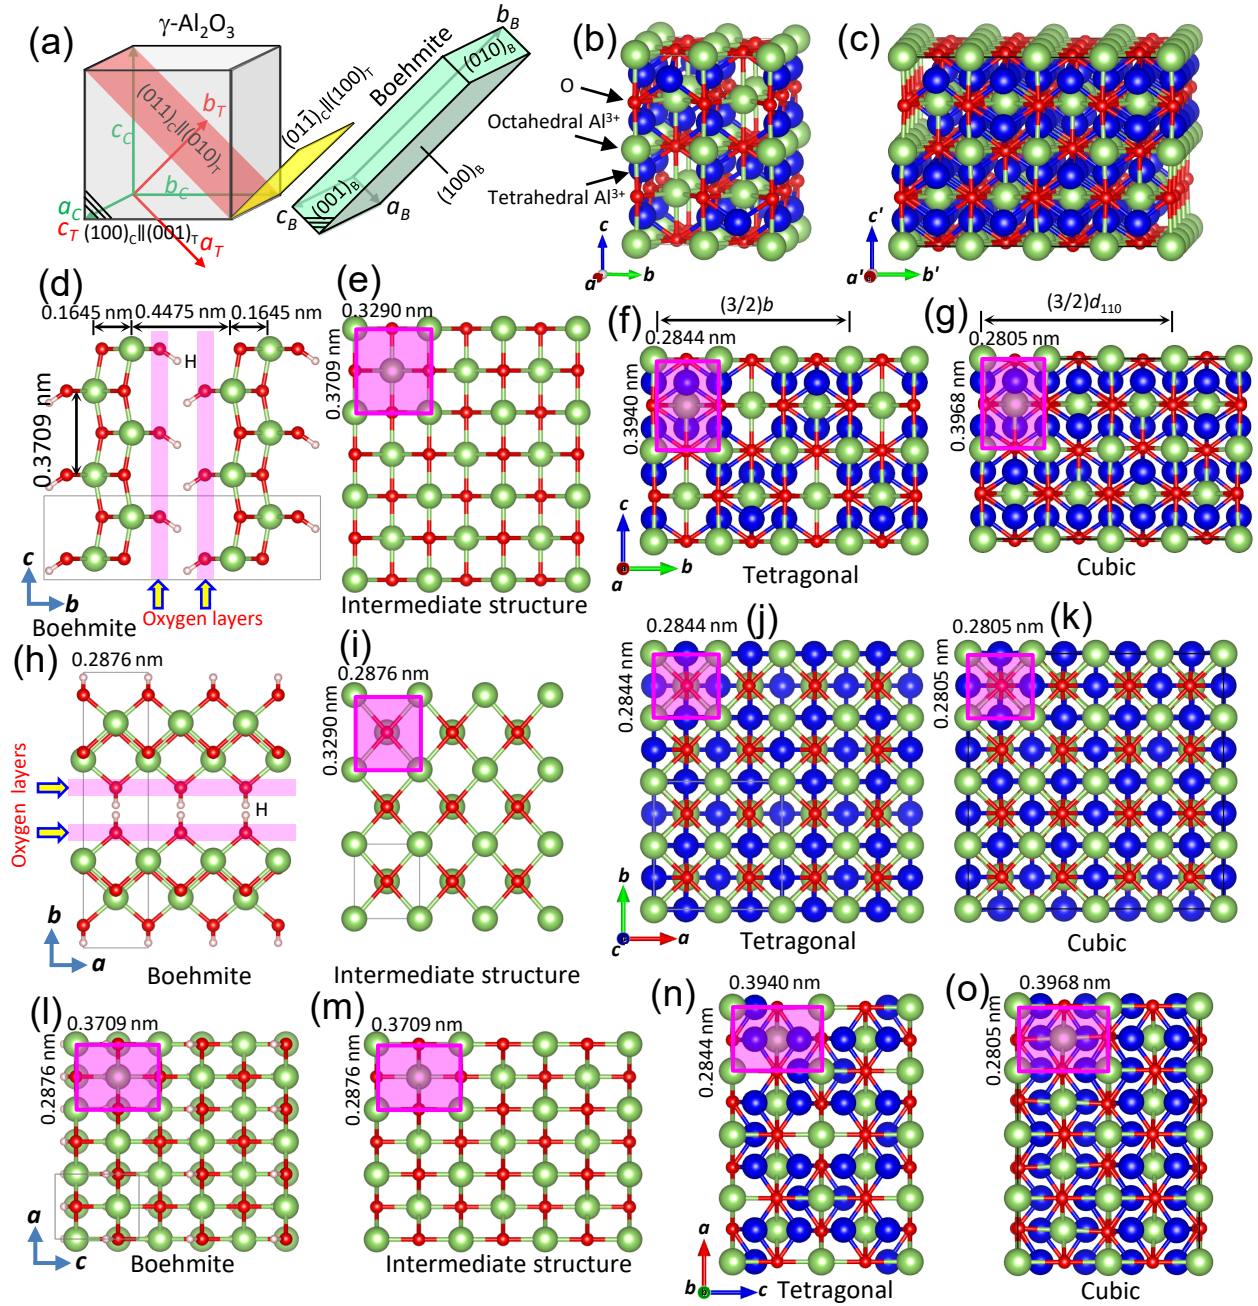 (a)
γ-Al₂O₃
(011)C||(010)T
bT
cC
bC
aC
cT
(100)C||(001)T
aT
(011̄)C||(100)T
Boehmite
bB
(010)B
(100)B
(001)B
cB
aB
(b)
O
Octahedral Al³⁺
Tetrahedral Al³⁺
c
a
b
(c)
c'
a'
b'
(d)
0.1645 nm
0.4475 nm
0.1645 nm
H
0.3709 nm
c
b
Boehmite
Oxygen layers
(e)
0.3290 nm
0.3709 nm
Intermediate structure
(f)
(3/2)b
0.2844 nm
0.3940 nm
c
a
b
Tetragonal
(g)
(3/2)d₁₁₀
0.2805 nm
0.3968 nm
Cubic
(h)
0.2876 nm
Oxygen layers
H
b
a
Boehmite
(i)
0.2876 nm
0.3290 nm
Intermediate structure
(j)
0.2844 nm
0.2844 nm
b
c
a
Tetragonal
(k)
0.2805 nm
0.2805 nm
Cubic
(l)
0.3709 nm
0.2876 nm
a
c
Boehmite
(m)
0.3709 nm
0.2876 nm
Intermediate structure
(n)
0.3940 nm
0.2844 nm
a
b
c
Tetragonal
(o)
0.3968 nm
0.2805 nm
Cubic